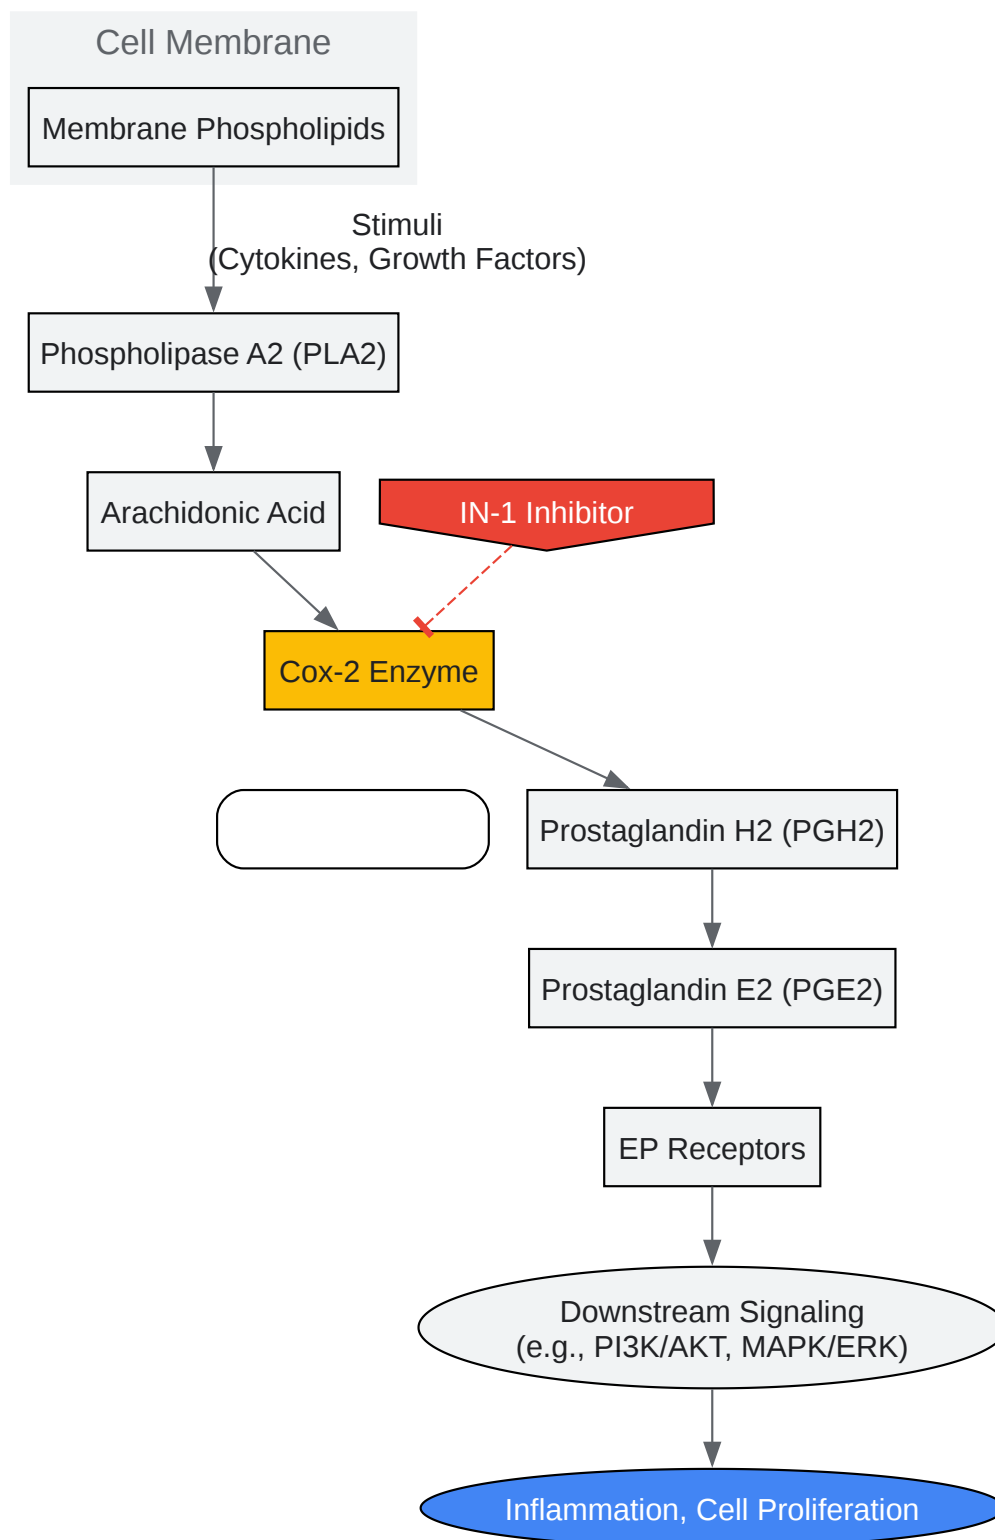 Cell Membrane
Membrane Phospholipids
Stimuli
(Cytokines, Growth Factors)
Phospholipase A2 (PLA2)
Arachidonic Acid
IN-1 Inhibitor
Cox-2 Enzyme
Prostaglandin H2 (PGH2)
Prostaglandin E2 (PGE2)
EP Receptors
Downstream Signaling
(e.g., PI3K/AKT, MAPK/ERK)
Inflammation, Cell Proliferation